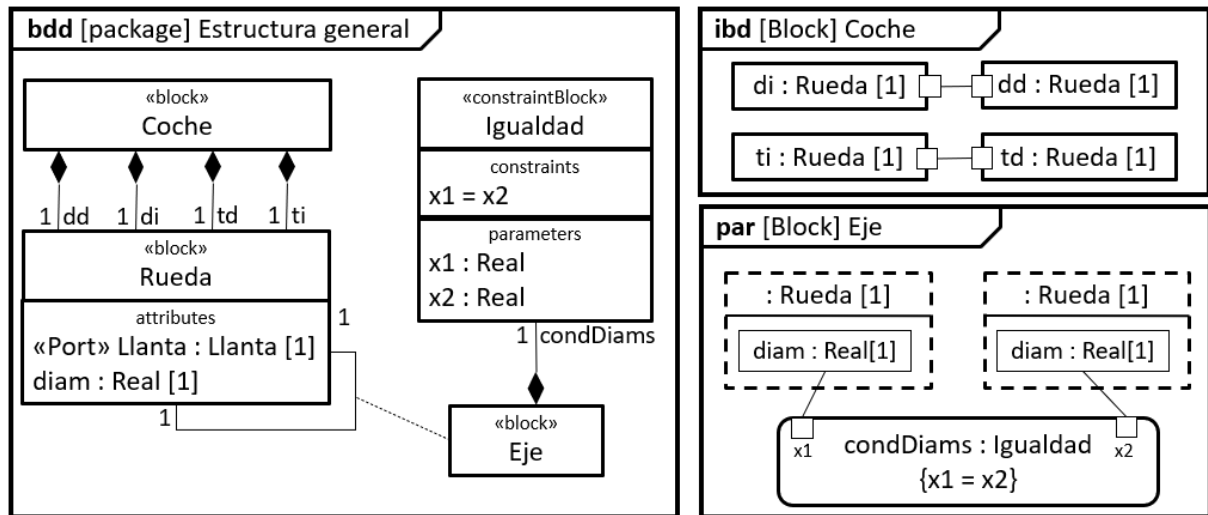 bdd [package] Estructura general
«block»
Coche
1 dd 1 di 1 td 1 ti
«block»
Rueda
attributes
«Port» Llanta : Llanta [1]
diam : Real [1]
1
1
«constraintBlock»
Igualdad
constraints
x1 = x2
parameters
x1 : Real
x2 : Real
1 condDiams
«block»
Eje
ibd [Block] Coche
di : Rueda [1] dd : Rueda [1]
ti : Rueda [1] td : Rueda [1]
par [Block] Eje
: Rueda [1] : Rueda [1]
diam : Real[1] diam : Real[1]
x1 condDiams : Igualdad x2
{x1 = x2}